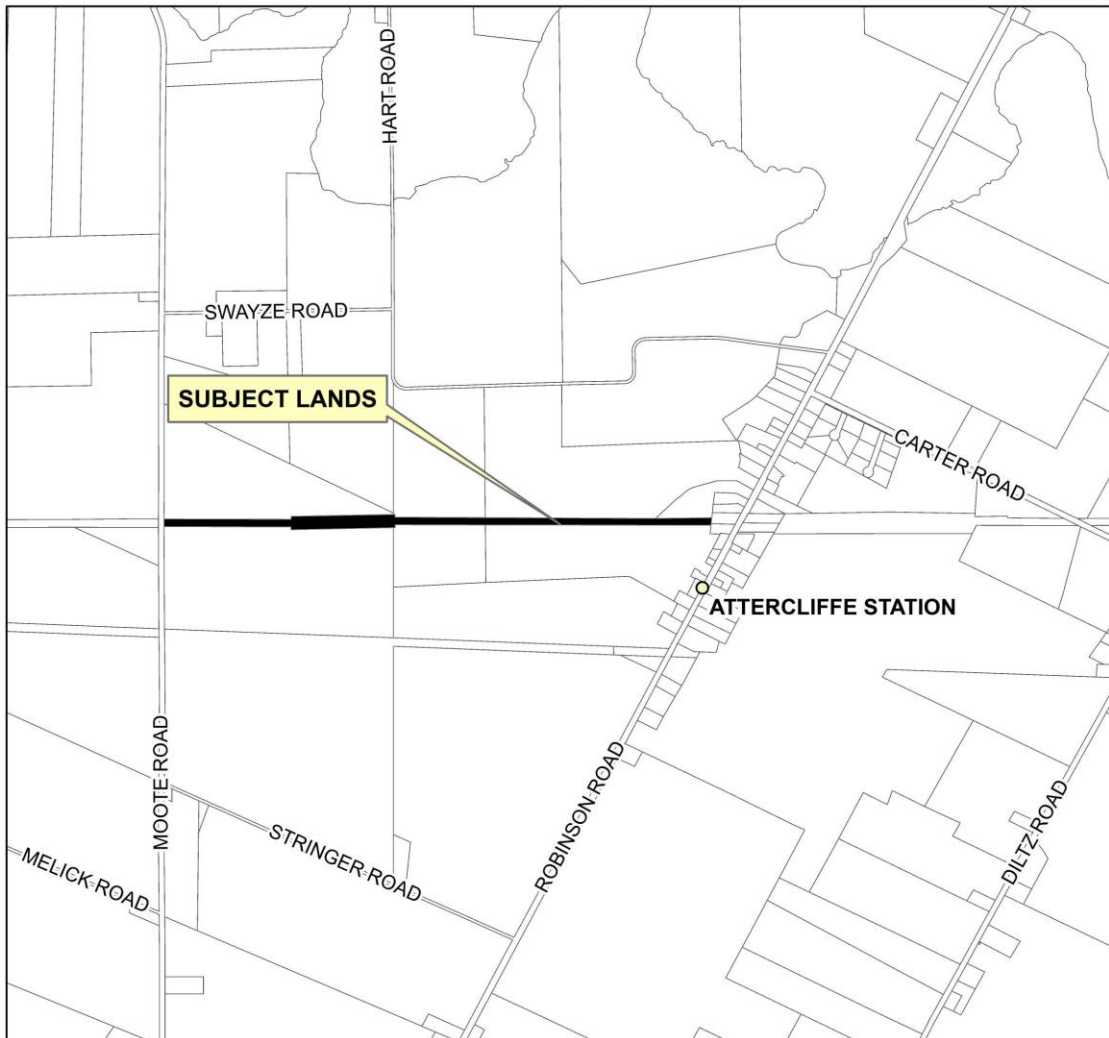 HART ROAD
SWAYZE ROAD
SUBJECT LANDS
CARTER ROAD
ATTERCLIFFE STATION
MOOTE ROAD
ROBINSON ROAD
DILTZ ROAD
STRINGER ROAD
MELICK ROAD